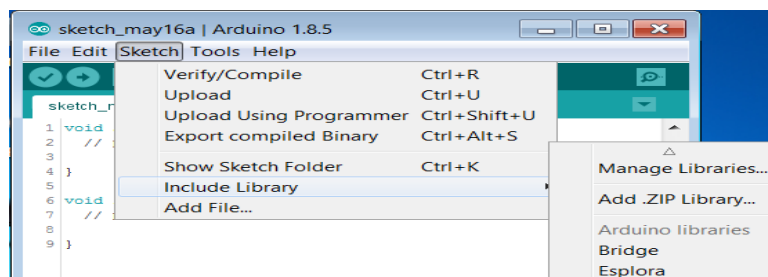 sketch_may16a | Arduino 1.8.5
File Edit Sketch Tools Help
Verify/Compile Ctrl+R
Upload Ctrl+U
Upload Using Programmer Ctrl+Shift+U
Export compiled Binary Ctrl+Alt+S
Show Sketch Folder Ctrl+K
Include Library
Add File...
Manage Libraries...
Add .ZIP Library...
Arduino libraries
Bridge
Esplora
1 void
2 //
3
4 }
5
6 void
7 //
8
9 }